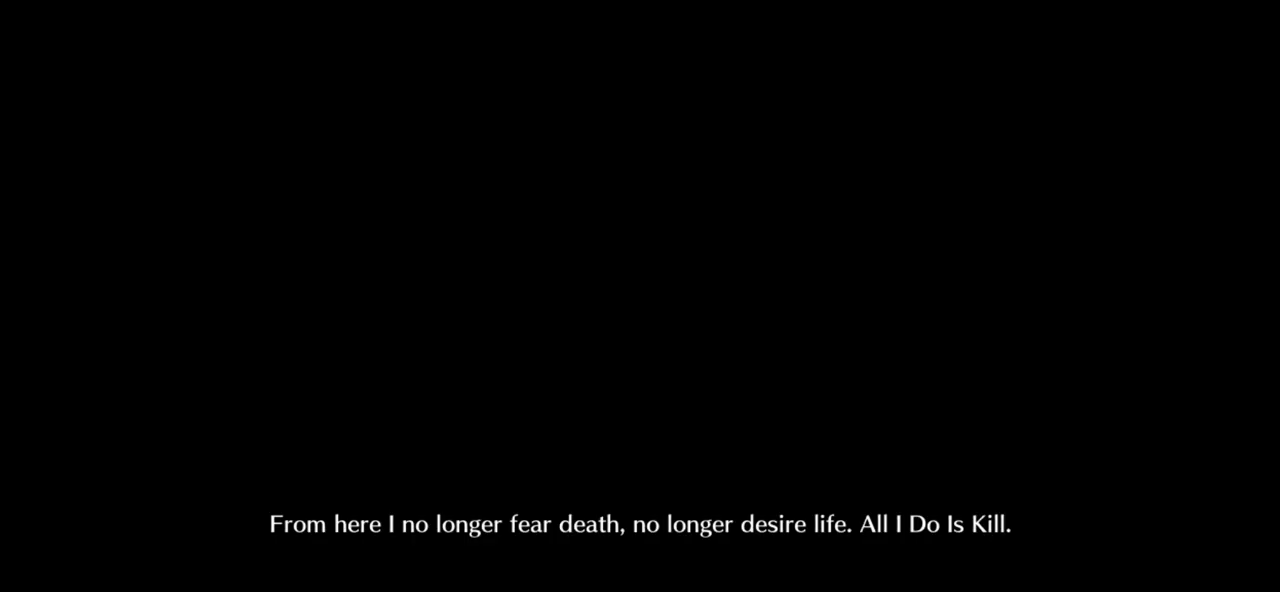 From here I no longer fear death, no longer desire life. All I Do Is Kill.